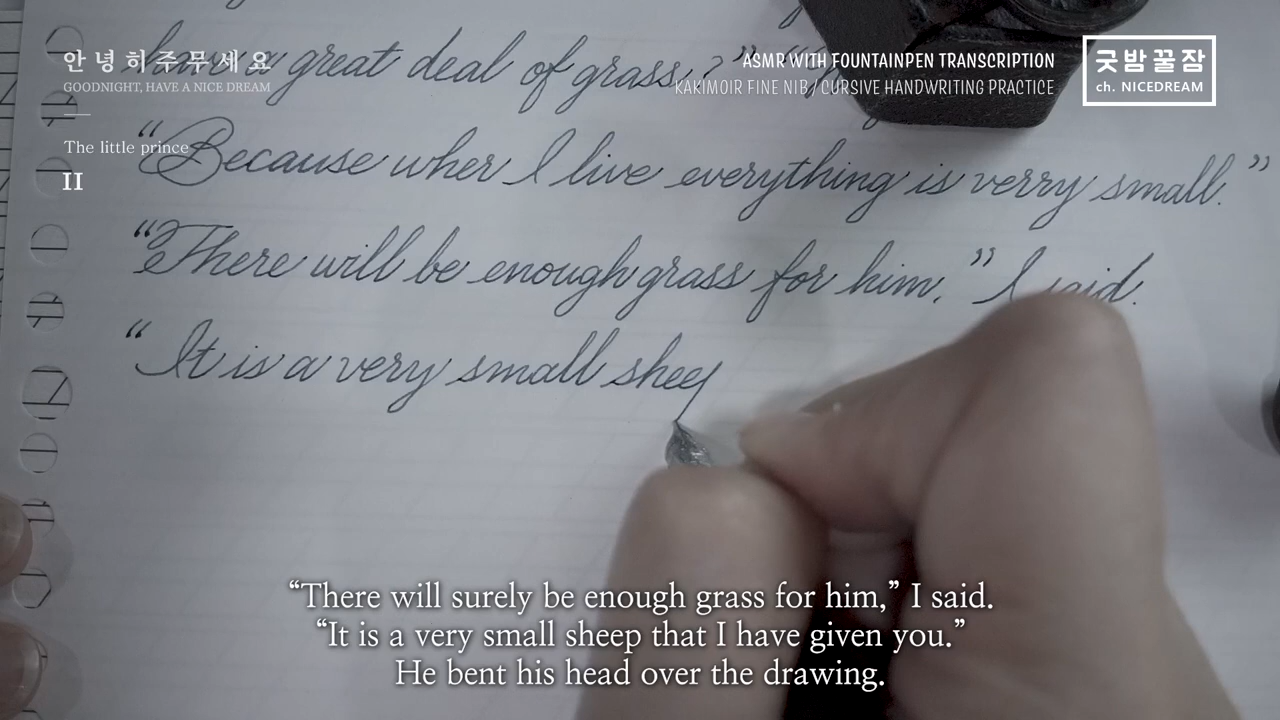 안녕히주무세요
GOODNIGHT, HAVE A NICE DREAM
The little prince
II
ASMR WITH FOUNTAINPEN TRANSCRIPTION
KAKIMOIR FINE NIB / CURSIVE HANDWRITING PRACTICE
굿밤꿀잠
ch. NICEDREAM
have a great deal of grass?"
"Because wher I live everything is verry small."
"There will be enough grass for him," I said.
"It is a very small shee
“There will surely be enough grass for him,” I said.
“It is a very small sheep that I have given you.”
He bent his head over the drawing.